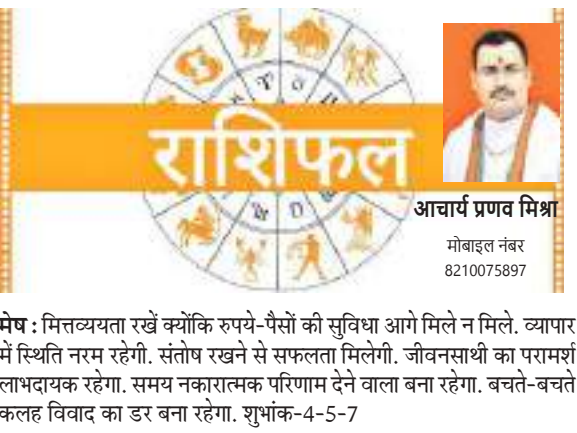 राशिफल
आचार्य प्रणव मिश्रा
मोबाइल नंबर
8210075897
मेष : मितव्ययता रखें क्योंकि रुपये-पैसों की सुविधा आगे मिले न मिले. व्यापार
में स्थिति नरम रहेगी. संतोष रखने से सफलता मिलेगी. जीवनसाथी का परामर्श
लाभदायक रहेगा. समय नकारात्मक परिणाम देने वाला बना रहेगा. बचते-बचते
कलह विवाद का डर बना रहेगा. शुभांक-4-5-7